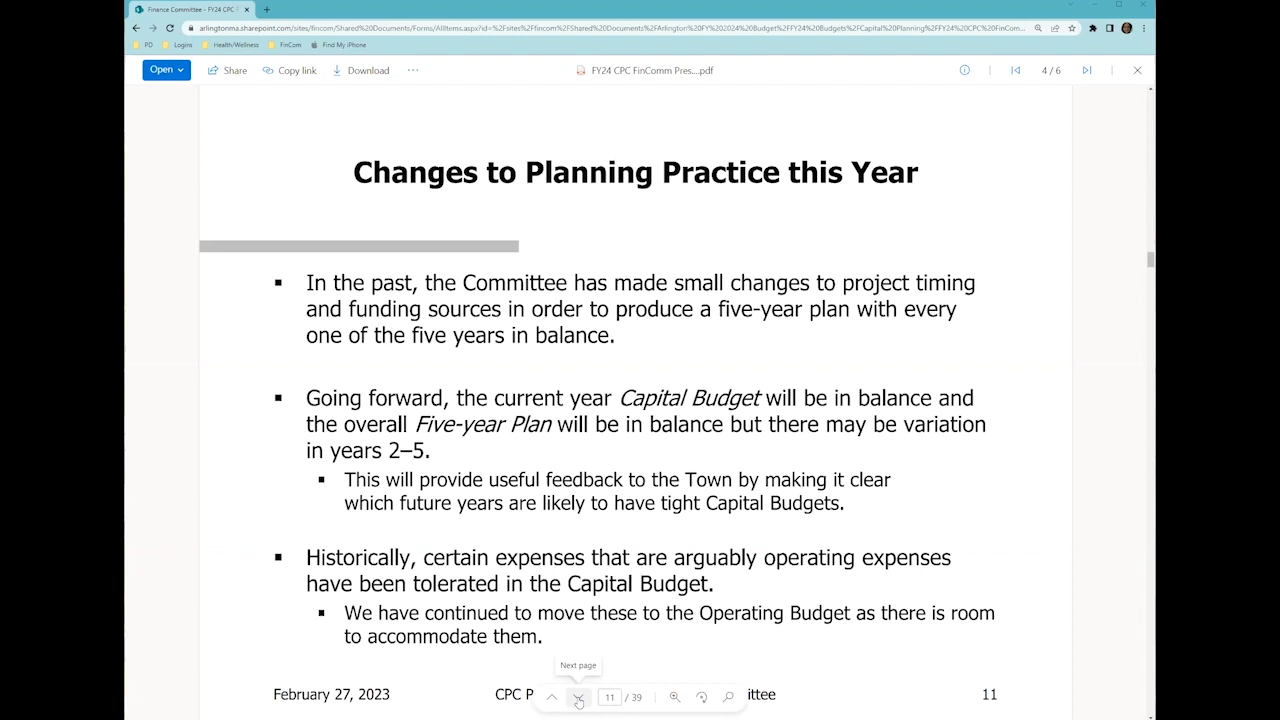 Finance Committee - FY24 CPC F
arlingtonma.sharepoint.com/sites/fincom/Shared%20Documents/Forms/AllItems.aspx?id=%2Fsites%2Ffincom%2FShared%20Documents%2FArlington%20FY%202024%20Budget%2FFY24%20Budgets%2FCapital%20Planning%2FFY24%20CPC%20FinCom...
PD Logins Health/Wellness FinCom Find My iPhone
Open Share Copy link Download ... FY24 CPC FinComm Pres....pdf 4 / 6
Changes to Planning Practice this Year
▪ In the past, the Committee has made small changes to project timing
and funding sources in order to produce a five-year plan with every
one of the five years in balance.
▪ Going forward, the current year Capital Budget will be in balance and
the overall Five-year Plan will be in balance but there may be variation
in years 2–5.
▪ This will provide useful feedback to the Town by making it clear
which future years are likely to have tight Capital Budgets.
▪ Historically, certain expenses that are arguably operating expenses
have been tolerated in the Capital Budget.
▪ We have continued to move these to the Operating Budget as there is room
to accommodate them.
Next page
February 27, 2023 CPC P 11 / 39 ittee 11